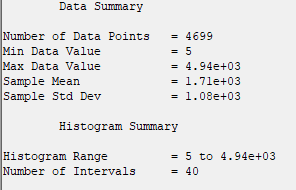 Data Summary
Number of Data Points = 4699
Min Data Value = 5
Max Data Value = 4.94e+03
Sample Mean = 1.71e+03
Sample Std Dev = 1.08e+03
Histogram Summary
Histogram Range = 5 to 4.94e+03
Number of Intervals = 40